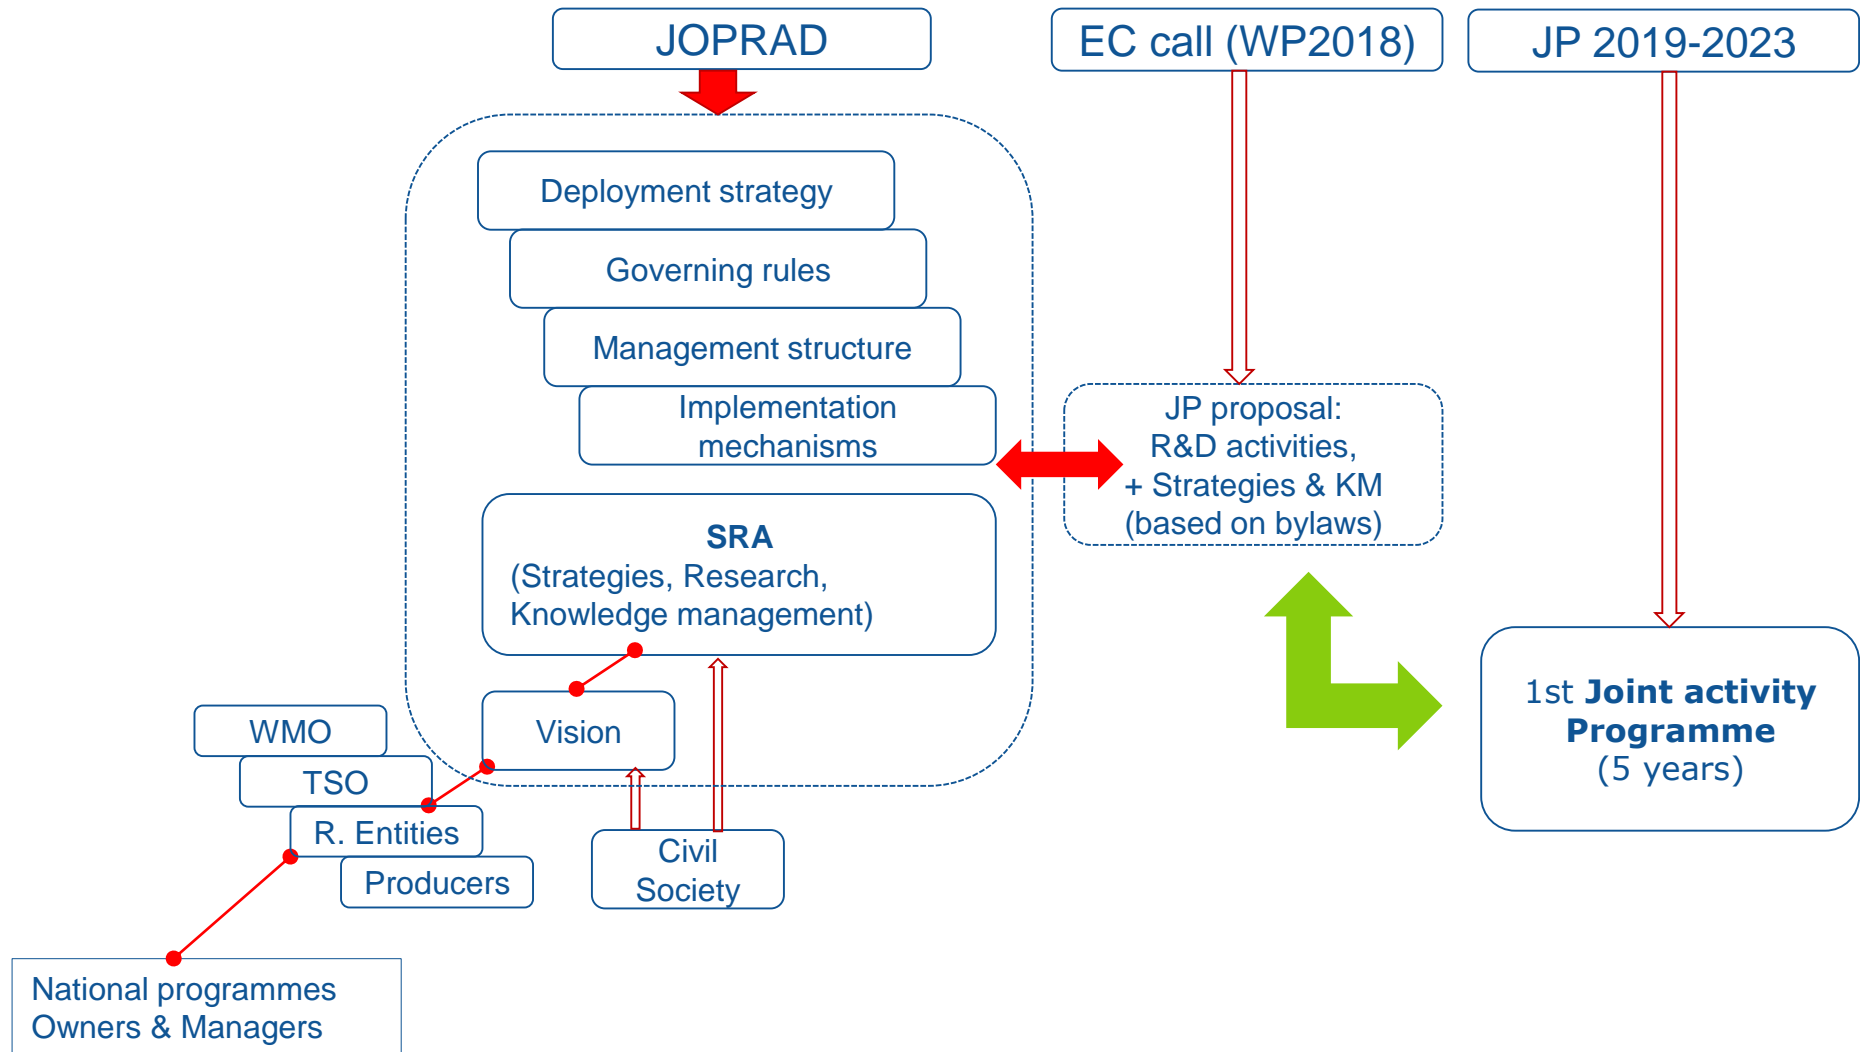 JOPRAD
EC call (WP2018)
JP 2019-2023
Deployment strategy
Governing rules
Management structure
Implementation
mechanisms
JP proposal:
R&D activities,
+ Strategies & KM
(based on bylaws)
SRA
(Strategies, Research,
Knowledge management)
Vision
WMO
TSO
R. Entities
Producers
Civil
Society
1st Joint activity
Programme
(5 years)
National programmes
Owners & Managers